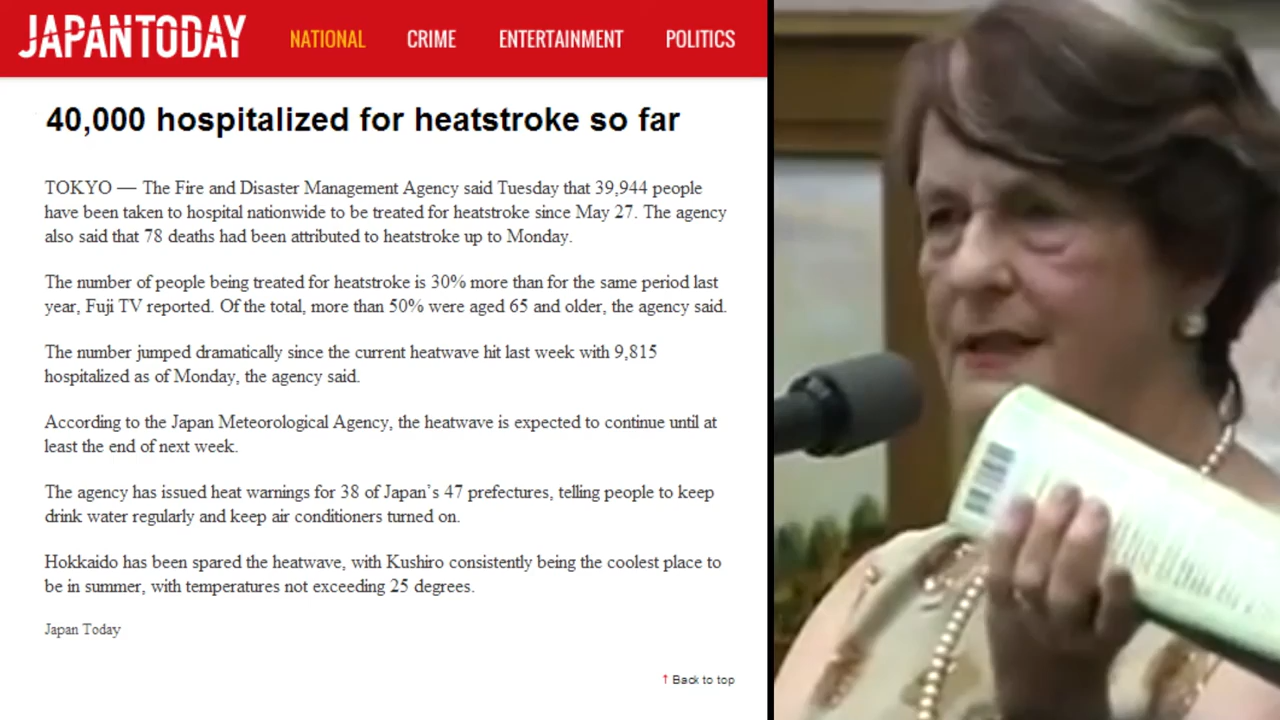 JAPANTODAY NATIONAL CRIME ENTERTAINMENT POLITICS
40,000 hospitalized for heatstroke so far
TOKYO — The Fire and Disaster Management Agency said Tuesday that 39,944 people
have been taken to hospital nationwide to be treated for heatstroke since May 27. The agency
also said that 78 deaths had been attributed to heatstroke up to Monday.
The number of people being treated for heatstroke is 30% more than for the same period last
year, Fuji TV reported. Of the total, more than 50% were aged 65 and older, the agency said.
The number jumped dramatically since the current heatwave hit last week with 9,815
hospitalized as of Monday, the agency said.
According to the Japan Meteorological Agency, the heatwave is expected to continue until at
least the end of next week.
The agency has issued heat warnings for 38 of Japan's 47 prefectures, telling people to keep
drink water regularly and keep air conditioners turned on.
Hokkaido has been spared the heatwave, with Kushiro consistently being the coolest place to
be in summer, with temperatures not exceeding 25 degrees.
Japan Today
↑ Back to top